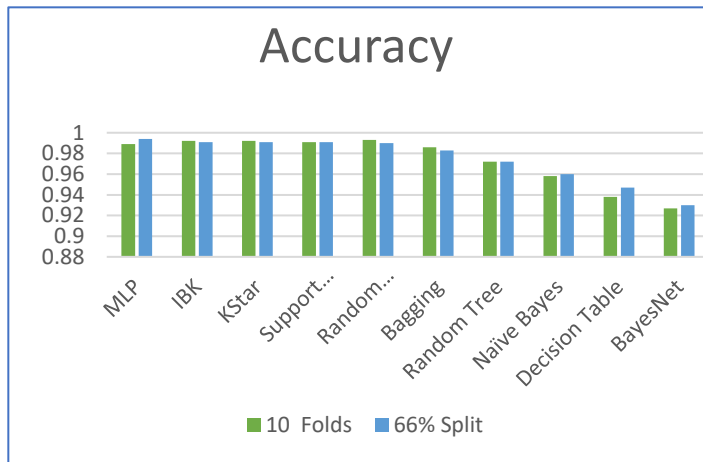 Accuracy
1
0.98
0.96
0.94
0.92
0.9
0.88
MLP
IBK
KStar
Support...
Random...
Bagging
Random Tree
Naïve Bayes
Decision Table
BayesNet
10 Folds 66% Split